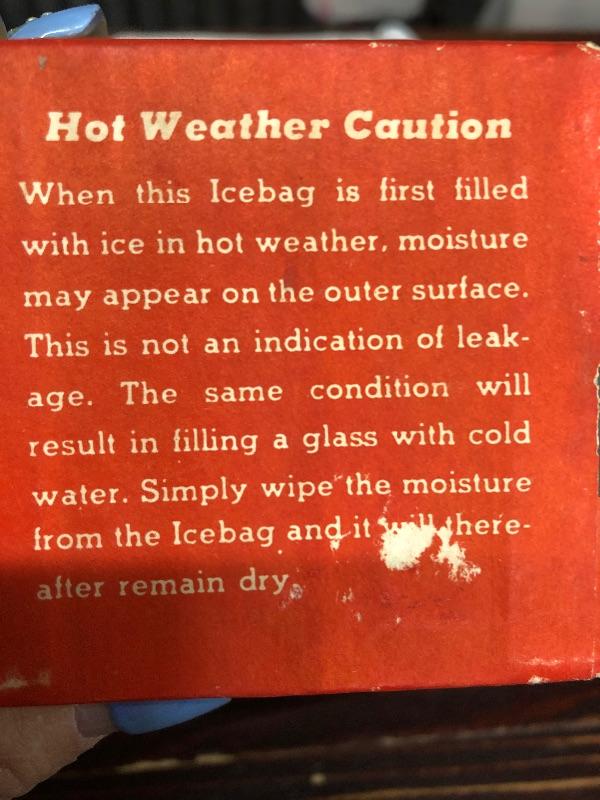 Hot Weather Caution
When this Icebag is first filled
with ice in hot weather, moisture
may appear on the outer surface.
This is not an indication of leak-
age. The same condition will
result in filling a glass with cold
water. Simply wipe the moisture
from the Icebag and it will there-
after remain dry.